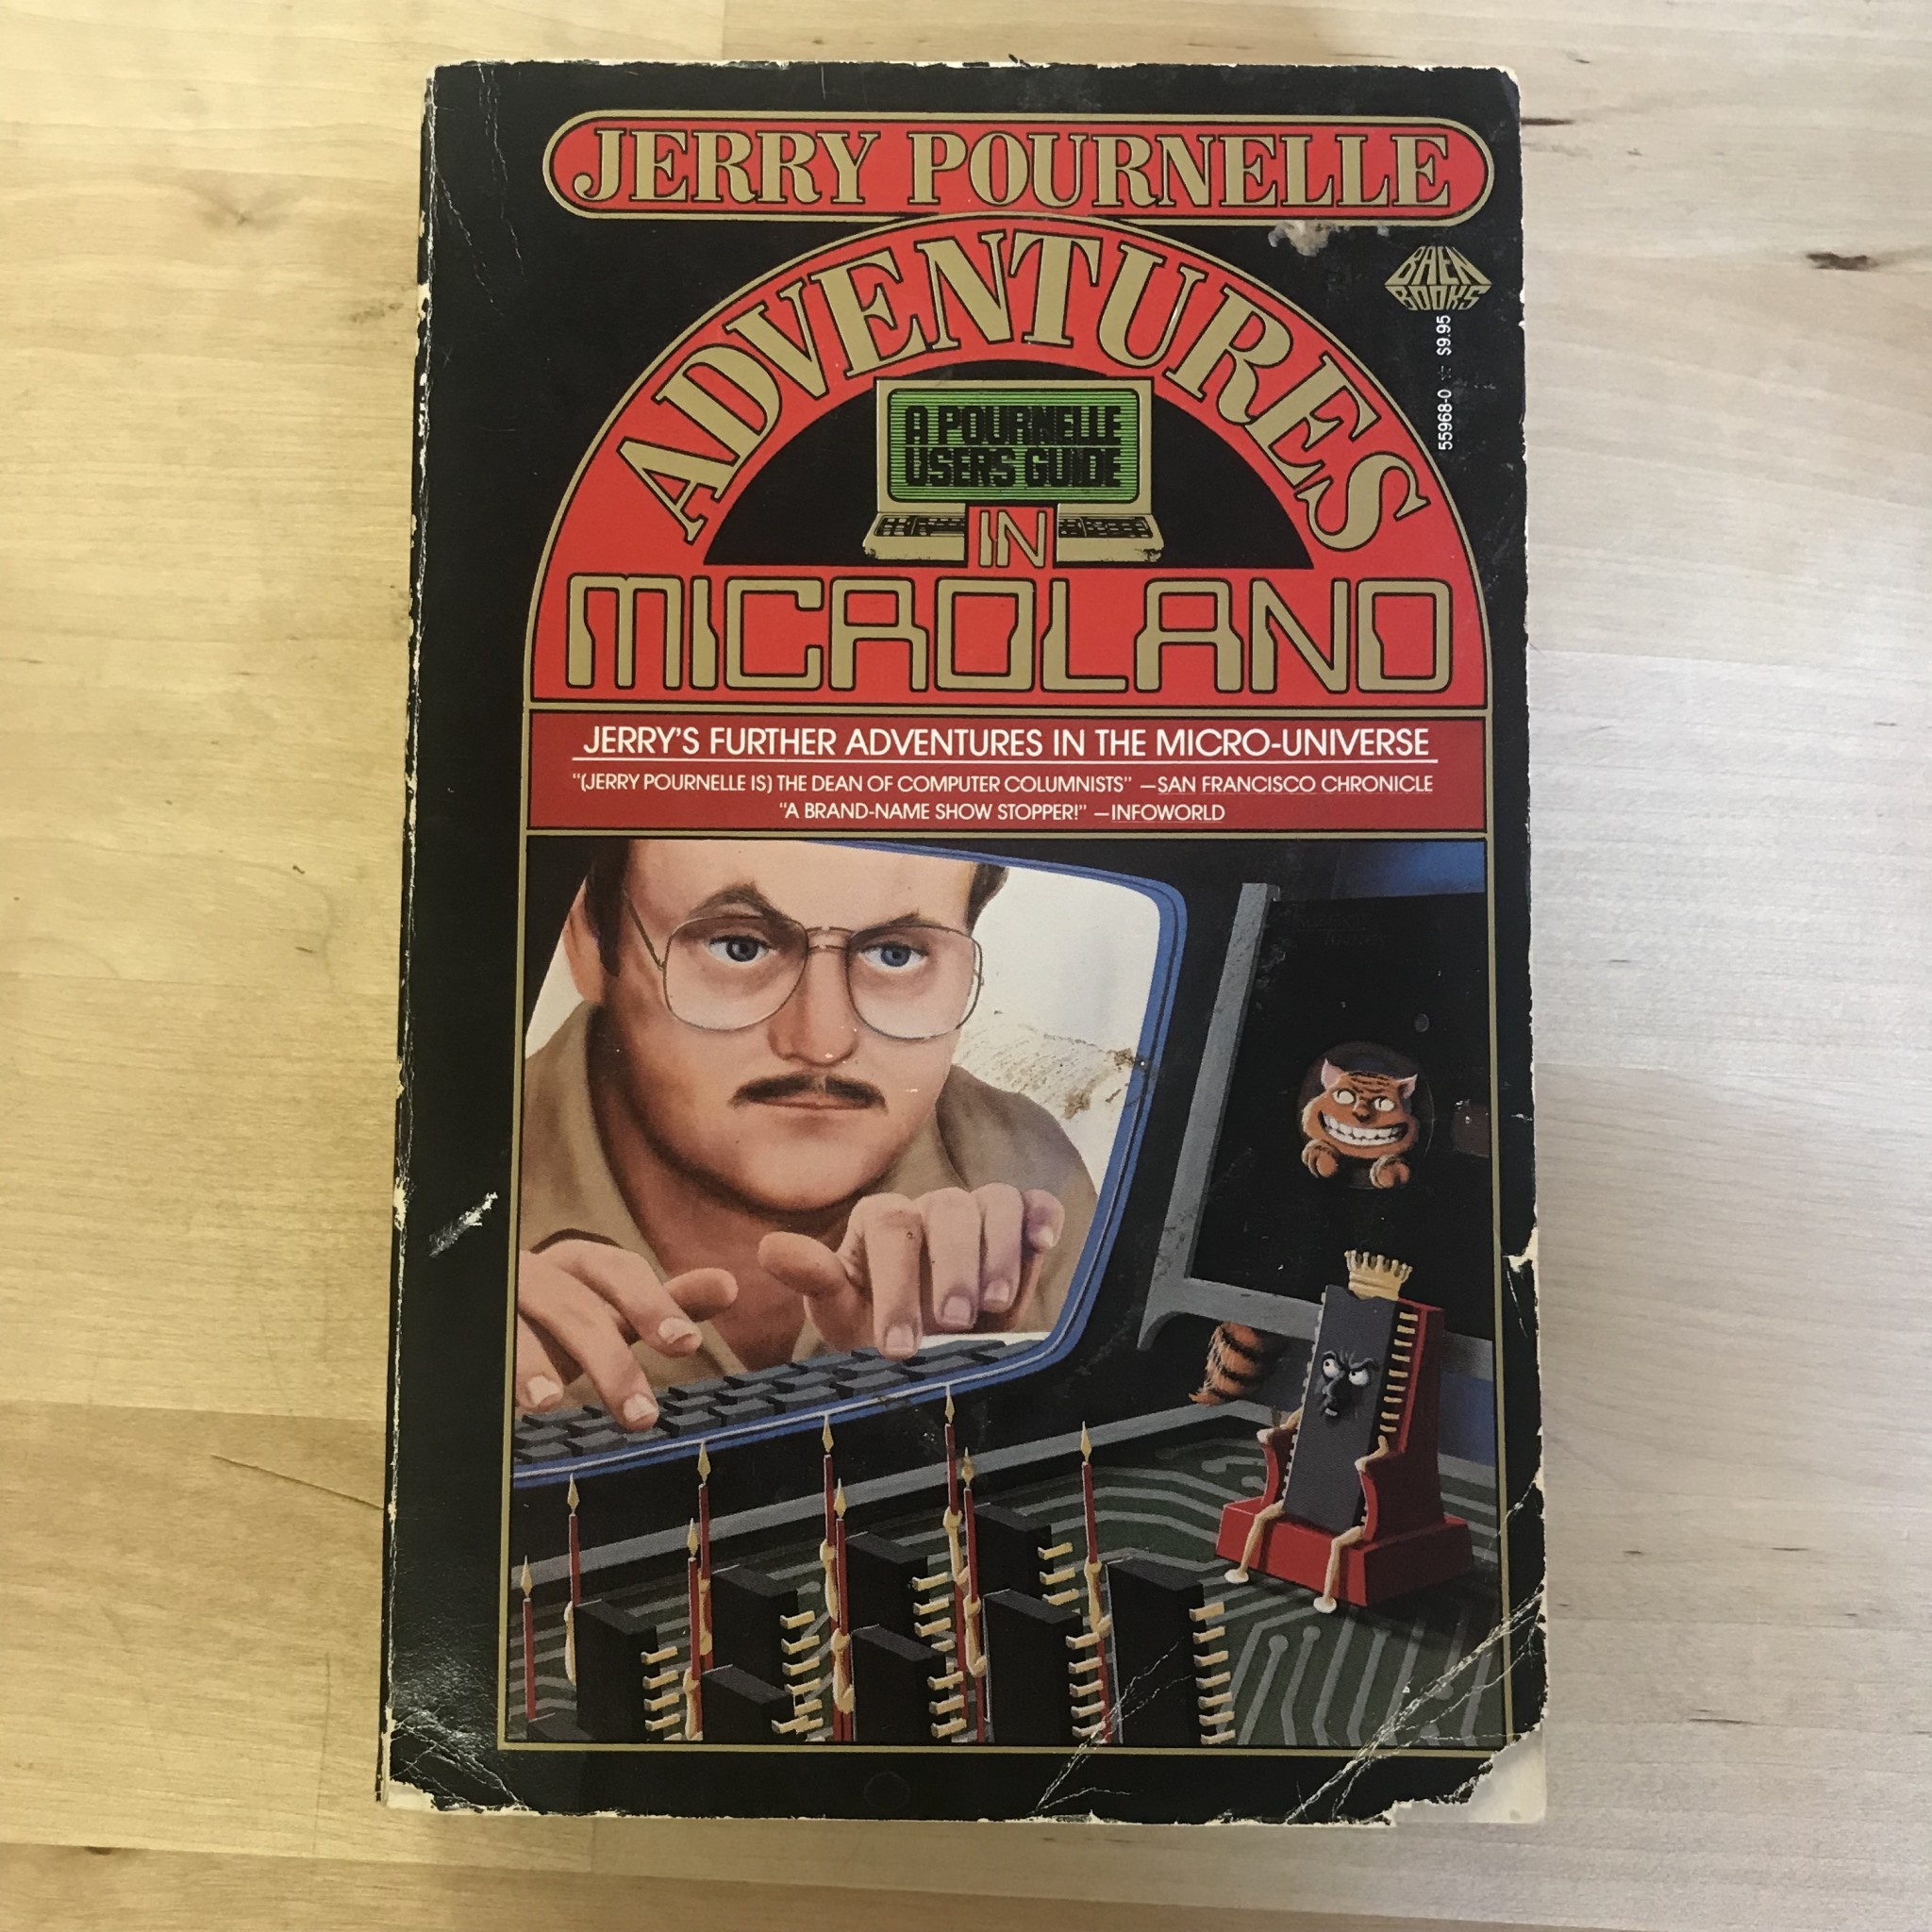 JERRY POURNELLE
BAEN
BOOKS
55968-0 $9.95
ADVENTURES
A POURNELLE
USERS GUIDE
IN
MICROLAND
JERRY'S FURTHER ADVENTURES IN THE MICRO-UNIVERSE
"(JERRY POURNELLE IS) THE DEAN OF COMPUTER COLUMNISTS" —SAN FRANCISCO CHRONICLE
"A BRAND-NAME SHOW STOPPER!" —INFOWORLD